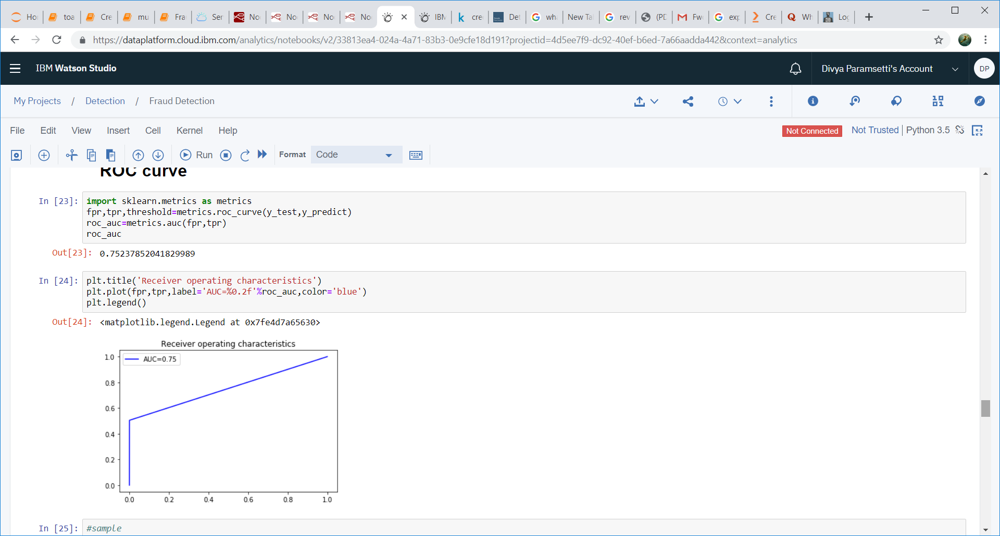 Ho
toa
Cre
mu
Fra
Ser
No
No
No
No
IBM
cre
Det
wha
New Ta
rev
(PD
Fwd
exp
Cre
Wh
Log
https://dataplatform.cloud.ibm.com/analytics/notebooks/v2/33813ea4-024a-4a71-83b3-0e9cfe18d191?projectid=4d5ee7f9-dc92-40ef-b6ed-7a66aadda442&context=analytics
IBM Watson Studio
Divya Paramsetti's Account
DP
My Projects / Detection / Fraud Detection
File Edit View Insert Cell Kernel Help
Not Connected
Not Trusted | Python 3.5
Run
Format
Code
ROC curve
In [23]:
import sklearn.metrics as metrics
fpr,tpr,threshold=metrics.roc_curve(y_test,y_predict)
roc_auc=metrics.auc(fpr,tpr)
roc_auc
Out[23]: 0.75237852041829989
In [24]:
plt.title('Receiver operating characteristics')
plt.plot(fpr,tpr,label='AUC=%0.2f'%roc_auc,color='blue')
plt.legend()
Out[24]: <matplotlib.legend.Legend at 0x7fe4d7a65630>
Receiver operating characteristics
AUC=0.75
1.0
0.8
0.6
0.4
0.2
0.0
0.0 0.2 0.4 0.6 0.8 1.0
In [25]: #sample